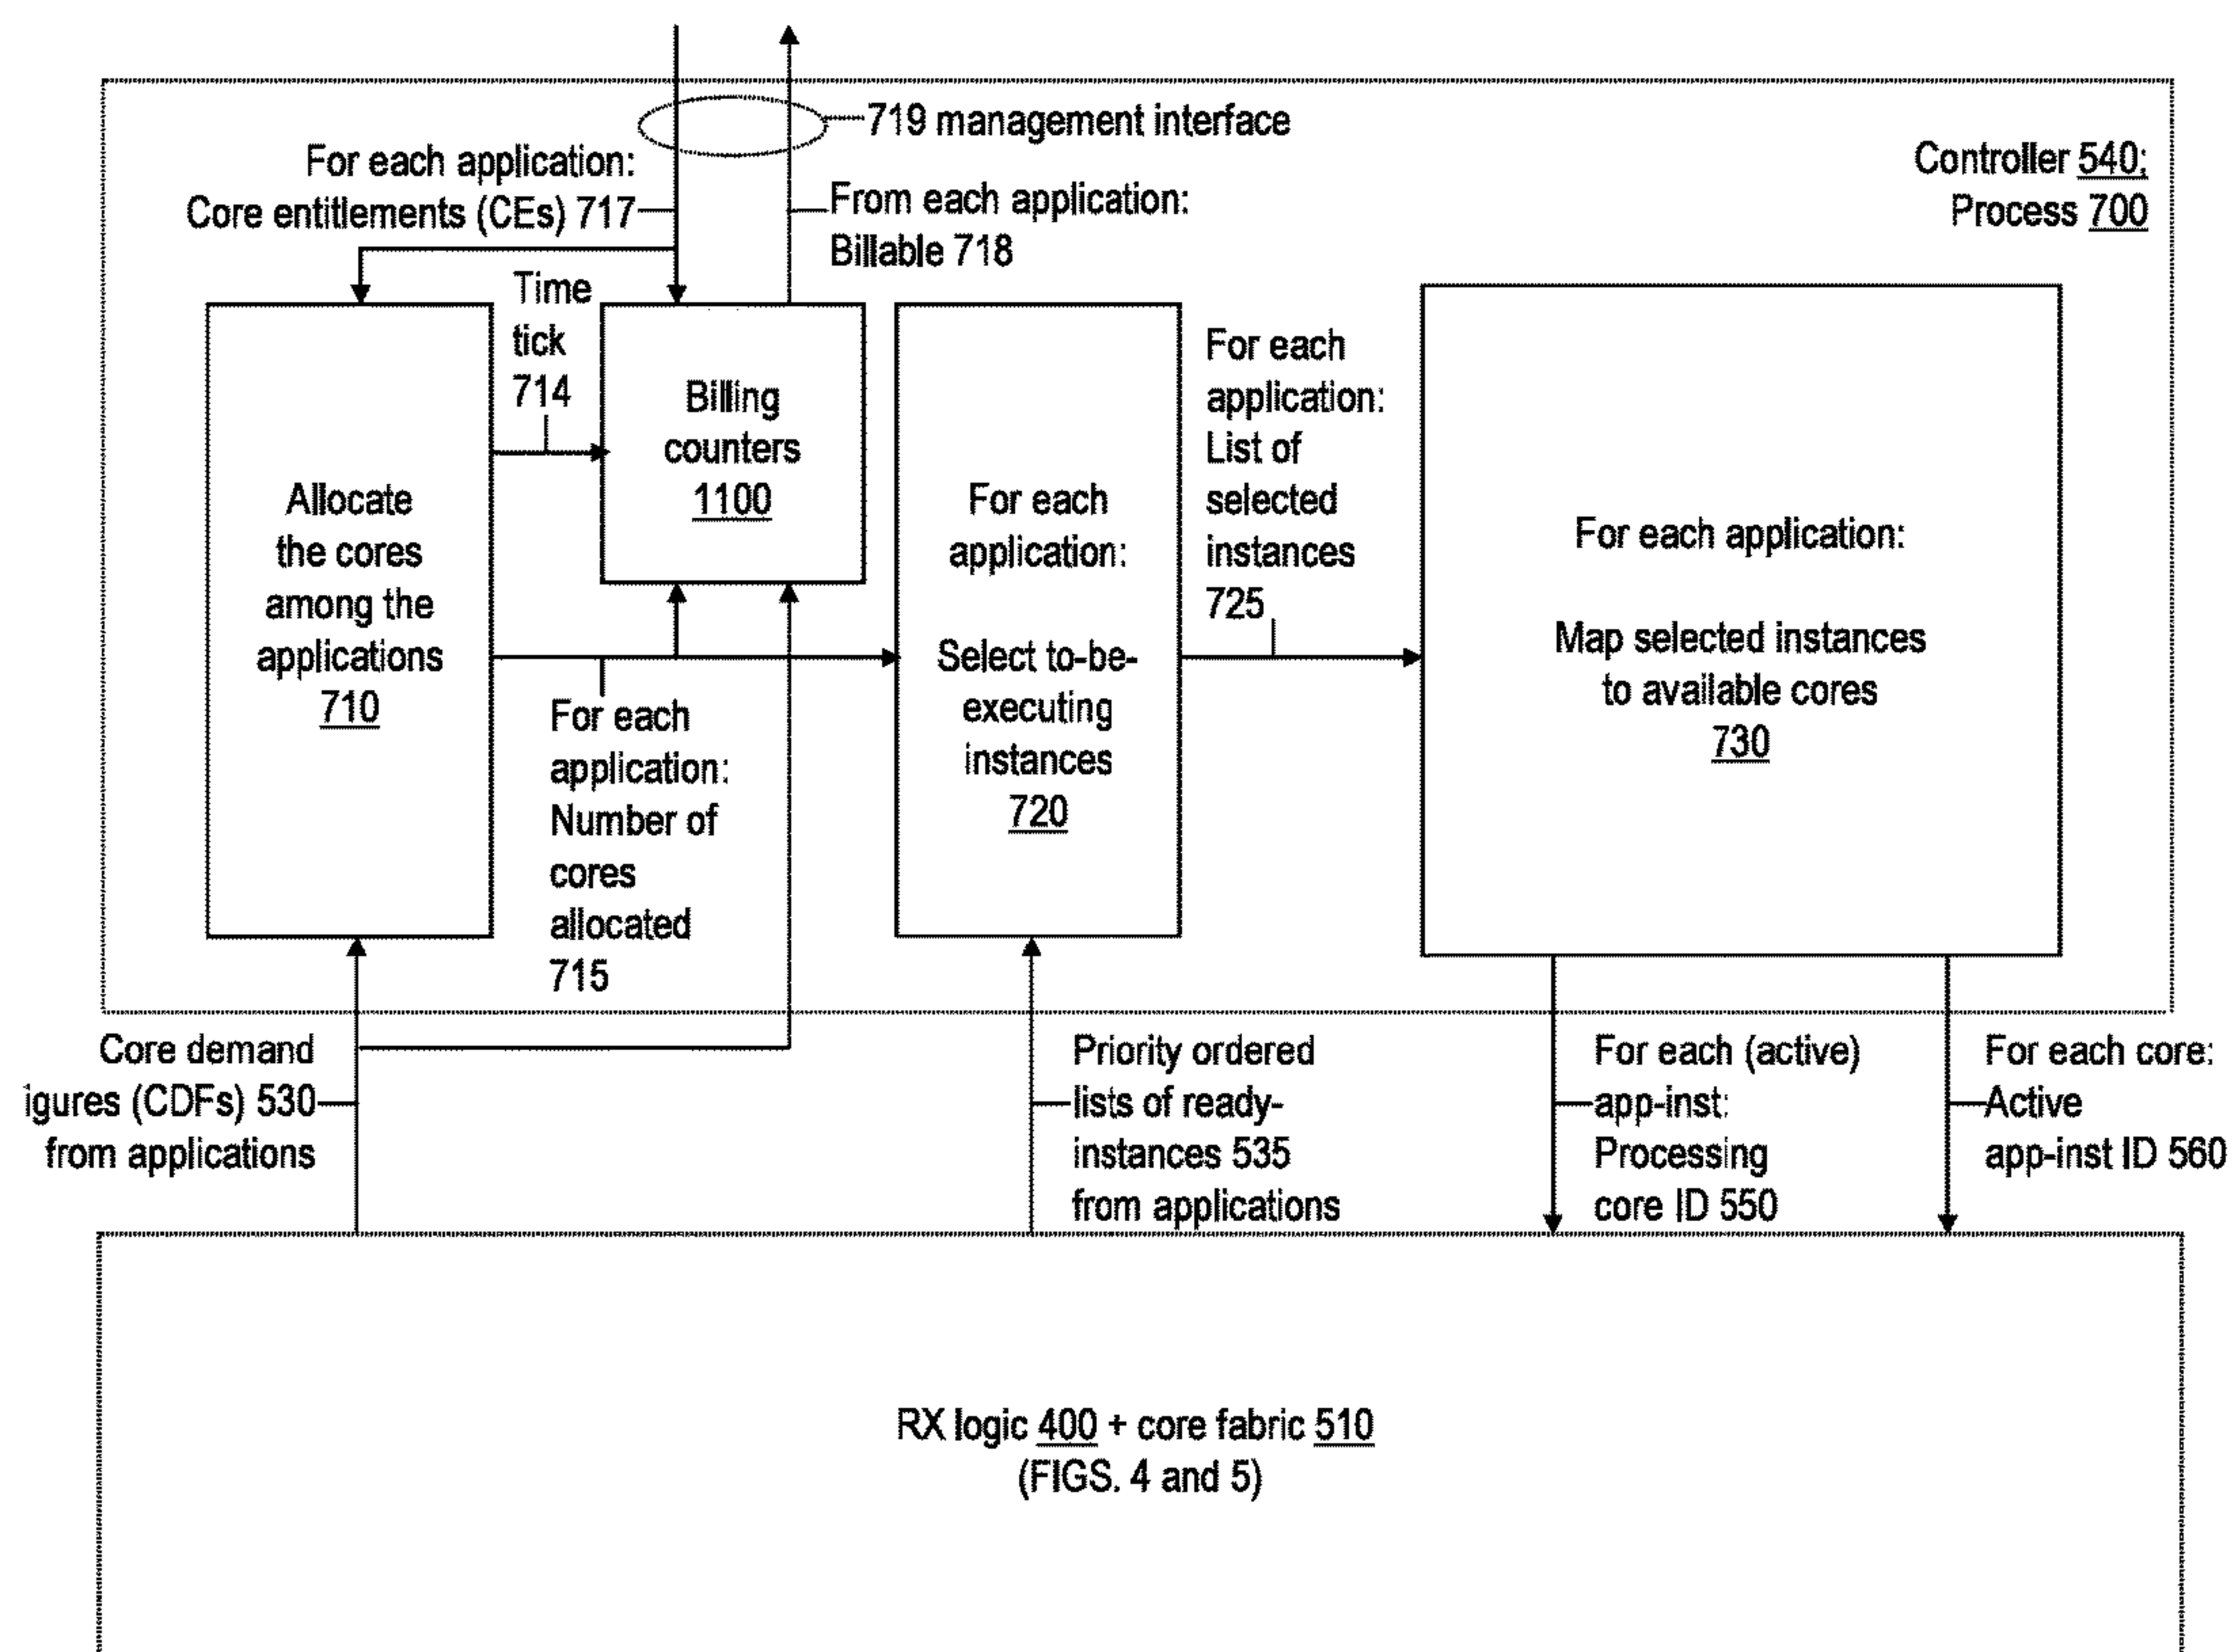 719 management interface
For each application:
Core entitlements (CEs) 717
From each application:
Billable 718
Controller 540;
Process 700
Time
tick
714
Allocate
the cores
among the
applications
710
Billing
counters
1100
For each
application:
Number of
cores
allocated
715
For each
application:
Select to-be-
executing
instances
720
For each
application:
List of
selected
instances
725
For each application:
Map selected instances
to available cores
730
Core demand
igures (CDFs) 530
from applications
Priority ordered
lists of ready-
instances 535
from applications
For each (active)
app-inst:
Processing
core ID 550
For each core:
Active
app-inst ID 560
RX logic 400 + core fabric 510
(FIGS. 4 and 5)